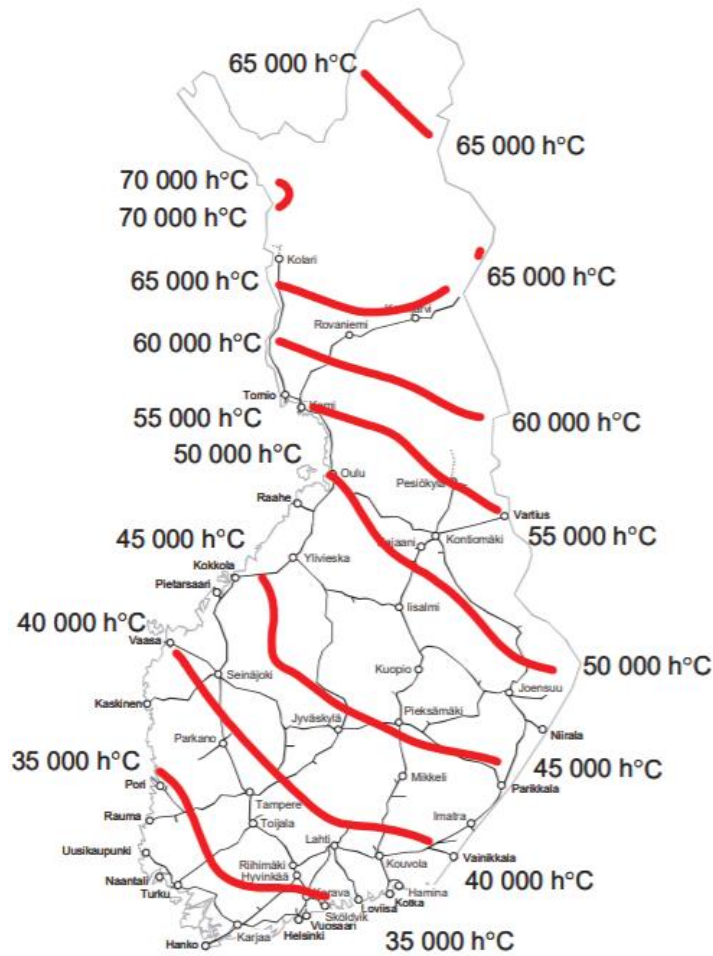 65 000 h°C
65 000 h°C
70 000 h°C
70 000 h°C
Kolari
65 000 h°C
65 000 h°C
Rovaniemi
60 000 h°C
Tornio
55 000 h°C
60 000 h°C
50 000 h°C
Oulu
Pesiökylä
Raahe
Vartius
55 000 h°C
Kontiomäki
45 000 h°C
Ylivieska
Kokkola
Pietarsaari
Iisalmi
40 000 h°C
Vaasa
Kuopio
50 000 h°C
Seinäjoki
Joensuu
Kaskinen
Jyväskylä
Pieksämäki
Niirala
Parkano
35 000 h°C
45 000 h°C
Mikkeli
Pori
Parikkala
Tampere
Rauma
Toijala
Imatra
Lahti
Uusikaupunki
Riihimäki
Kouvola
Vainikkala
Hyvinkää
Naantali
40 000 h°C
Turku
Kerava
Hamina
Loviisa
Kotka
Sköldvik
Vuosaari
Helsinki
Karjaa
35 000 h°C
Hanko